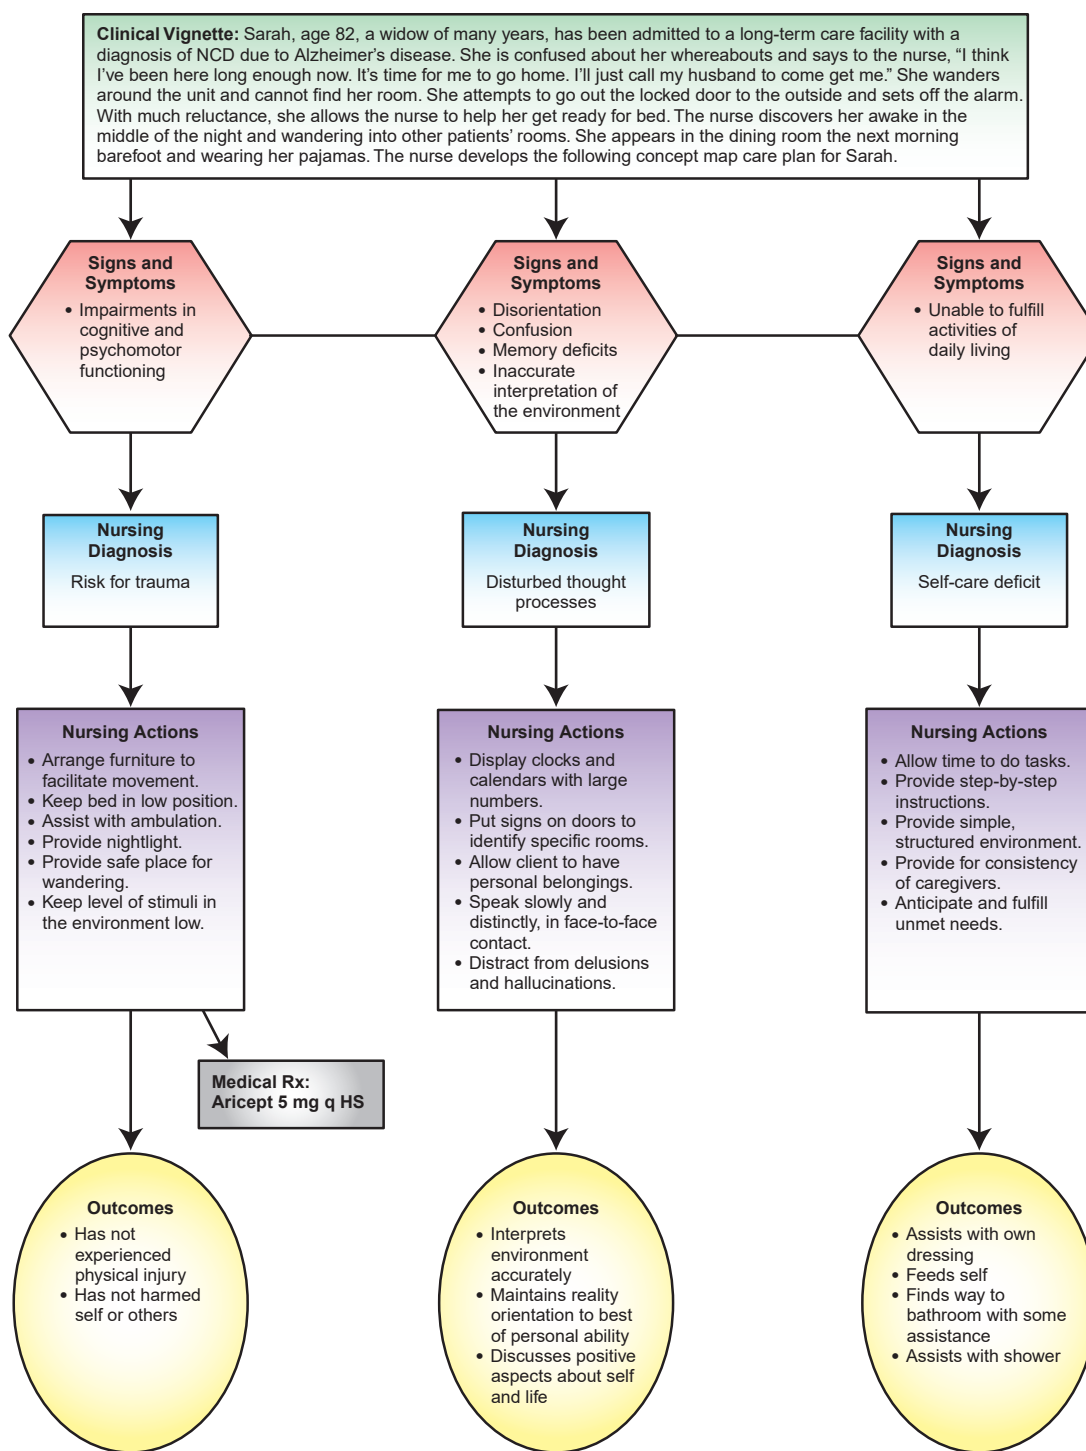 Clinical Vignette: Sarah, age 82, a widow of many years, has been admitted to a long-term care facility with a
diagnosis of NCD due to Alzheimer’s disease. She is confused about her whereabouts and says to the nurse, “I think
I’ve been here long enough now. It’s time for me to go home. I’ll just call my husband to come get me.” She wanders
around the unit and cannot find her room. She attempts to go out the locked door to the outside and sets off the alarm.
With much reluctance, she allows the nurse to help her get ready for bed. The nurse discovers her awake in the
middle of the night and wandering into other patients’ rooms. She appears in the dining room the next morning
barefoot and wearing her pajamas. The nurse develops the following concept map care plan for Sarah.
Signs and
Symptoms
• Impairments in
cognitive and
psychomotor
functioning
Signs and
Symptoms
• Disorientation
• Confusion
• Memory deficits
• Inaccurate
interpretation of
the environment
Signs and
Symptoms
• Unable to fulfill
activities of
daily living
Nursing
Diagnosis
Risk for trauma
Nursing
Diagnosis
Disturbed thought
processes
Nursing
Diagnosis
Self-care deficit
Nursing Actions
• Arrange furniture to
facilitate movement.
• Keep bed in low position.
• Assist with ambulation.
• Provide nightlight.
• Provide safe place for
wandering.
• Keep level of stimuli in
the environment low.
Nursing Actions
• Display clocks and
calendars with large
numbers.
• Put signs on doors to
identify specific rooms.
• Allow client to have
personal belongings.
• Speak slowly and
distinctly, in face-to-face
contact.
• Distract from delusions
and hallucinations.
Nursing Actions
• Allow time to do tasks.
• Provide step-by-step
instructions.
• Provide simple,
structured environment.
• Provide for consistency
of caregivers.
• Anticipate and fulfill
unmet needs.
Medical Rx:
Aricept 5 mg q HS
Outcomes
• Has not
experienced
physical injury
• Has not harmed
self or others
Outcomes
• Interprets
environment
accurately
• Maintains reality
orientation to best
of personal ability
• Discusses positive
aspects about self
and life
Outcomes
• Assists with own
dressing
• Feeds self
• Finds way to
bathroom with some
assistance
• Assists with shower